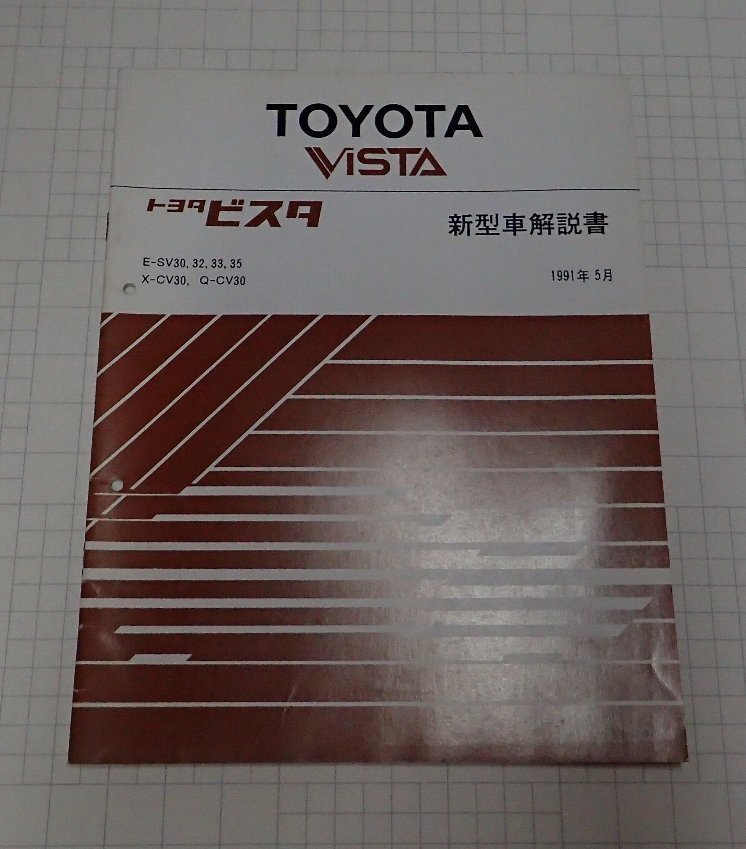 TOYOTA
VISTA
トヨタ ビスタ
新型車解説書
E-SV30, 32, 33, 35
X-CV30, Q-CV30
1991年 5月